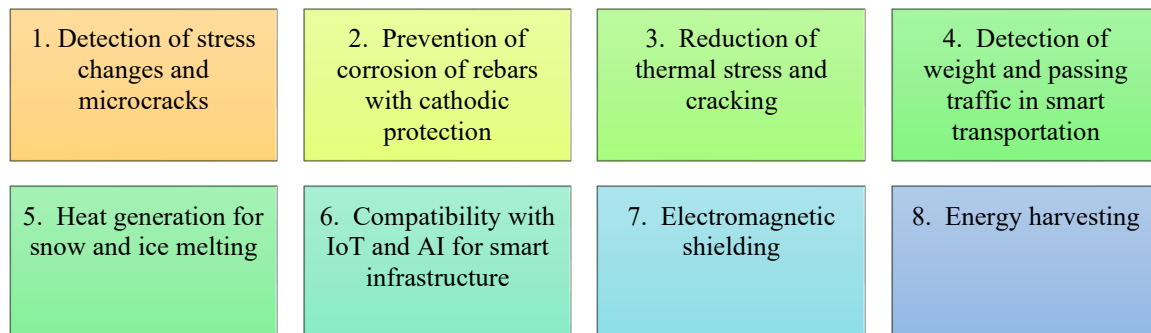 1. Detection of stress
changes and
microcracks
2. Prevention of
corrosion of rebars
with cathodic
protection
3. Reduction of
thermal stress and
cracking
4. Detection of
weight and passing
traffic in smart
transportation
5. Heat generation for
snow and ice melting
6. Compatibility with
IoT and AI for smart
infrastructure
7. Electromagnetic
shielding
8. Energy harvesting